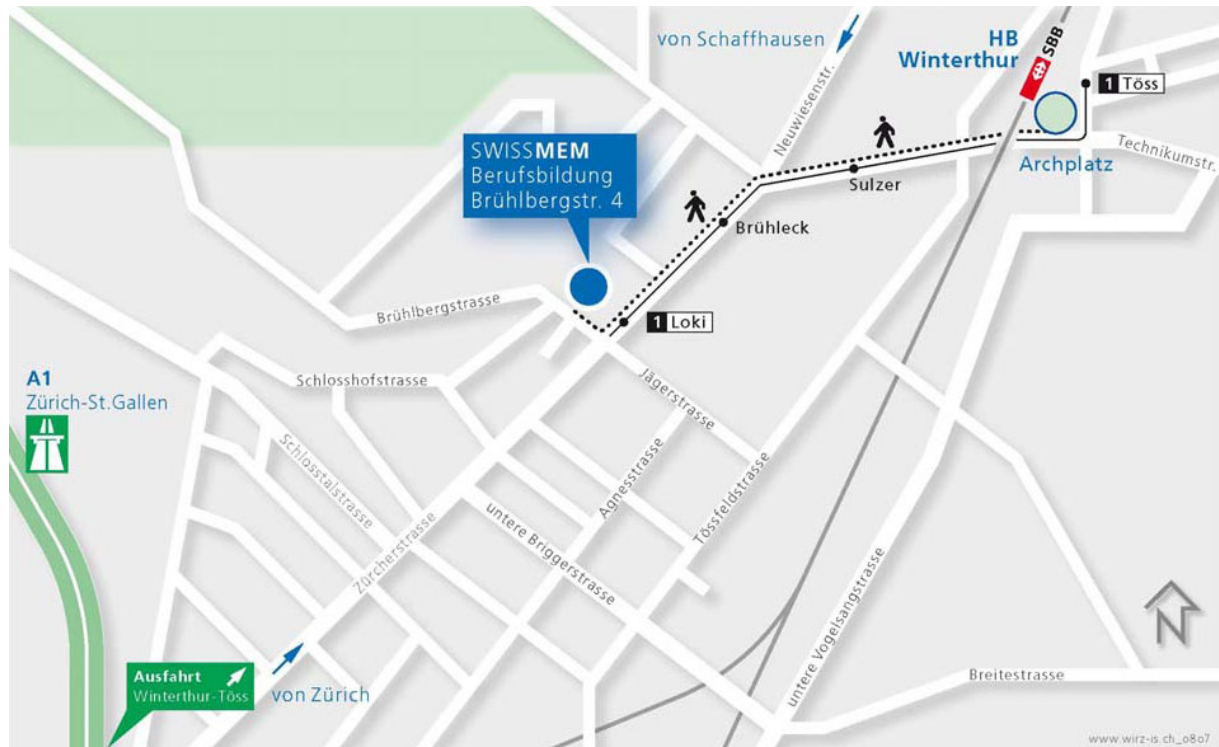 von Schaffhausen
HB
Winterthur
SBB
1 Töss
Neuwiesenstr.
Technikumstr.
Archplatz
SWISSMEM
Berufsbildung
Brühlbergstr. 4
Sulzer
Brühleck
Brühlbergstrasse
1 Loki
A1
Zürich-St.Gallen
Schlosshofstrasse
Jägerstrasse
Schlosstalstrasse
Agnesstrasse
Tössfeldstrasse
Zürcherstrasse
untere Briggerstrasse
untere Vogelsangstrasse
N
Ausfahrt
Winterthur-Töss
von Zürich
Breitestrasse
www.wirz-is.ch_0807